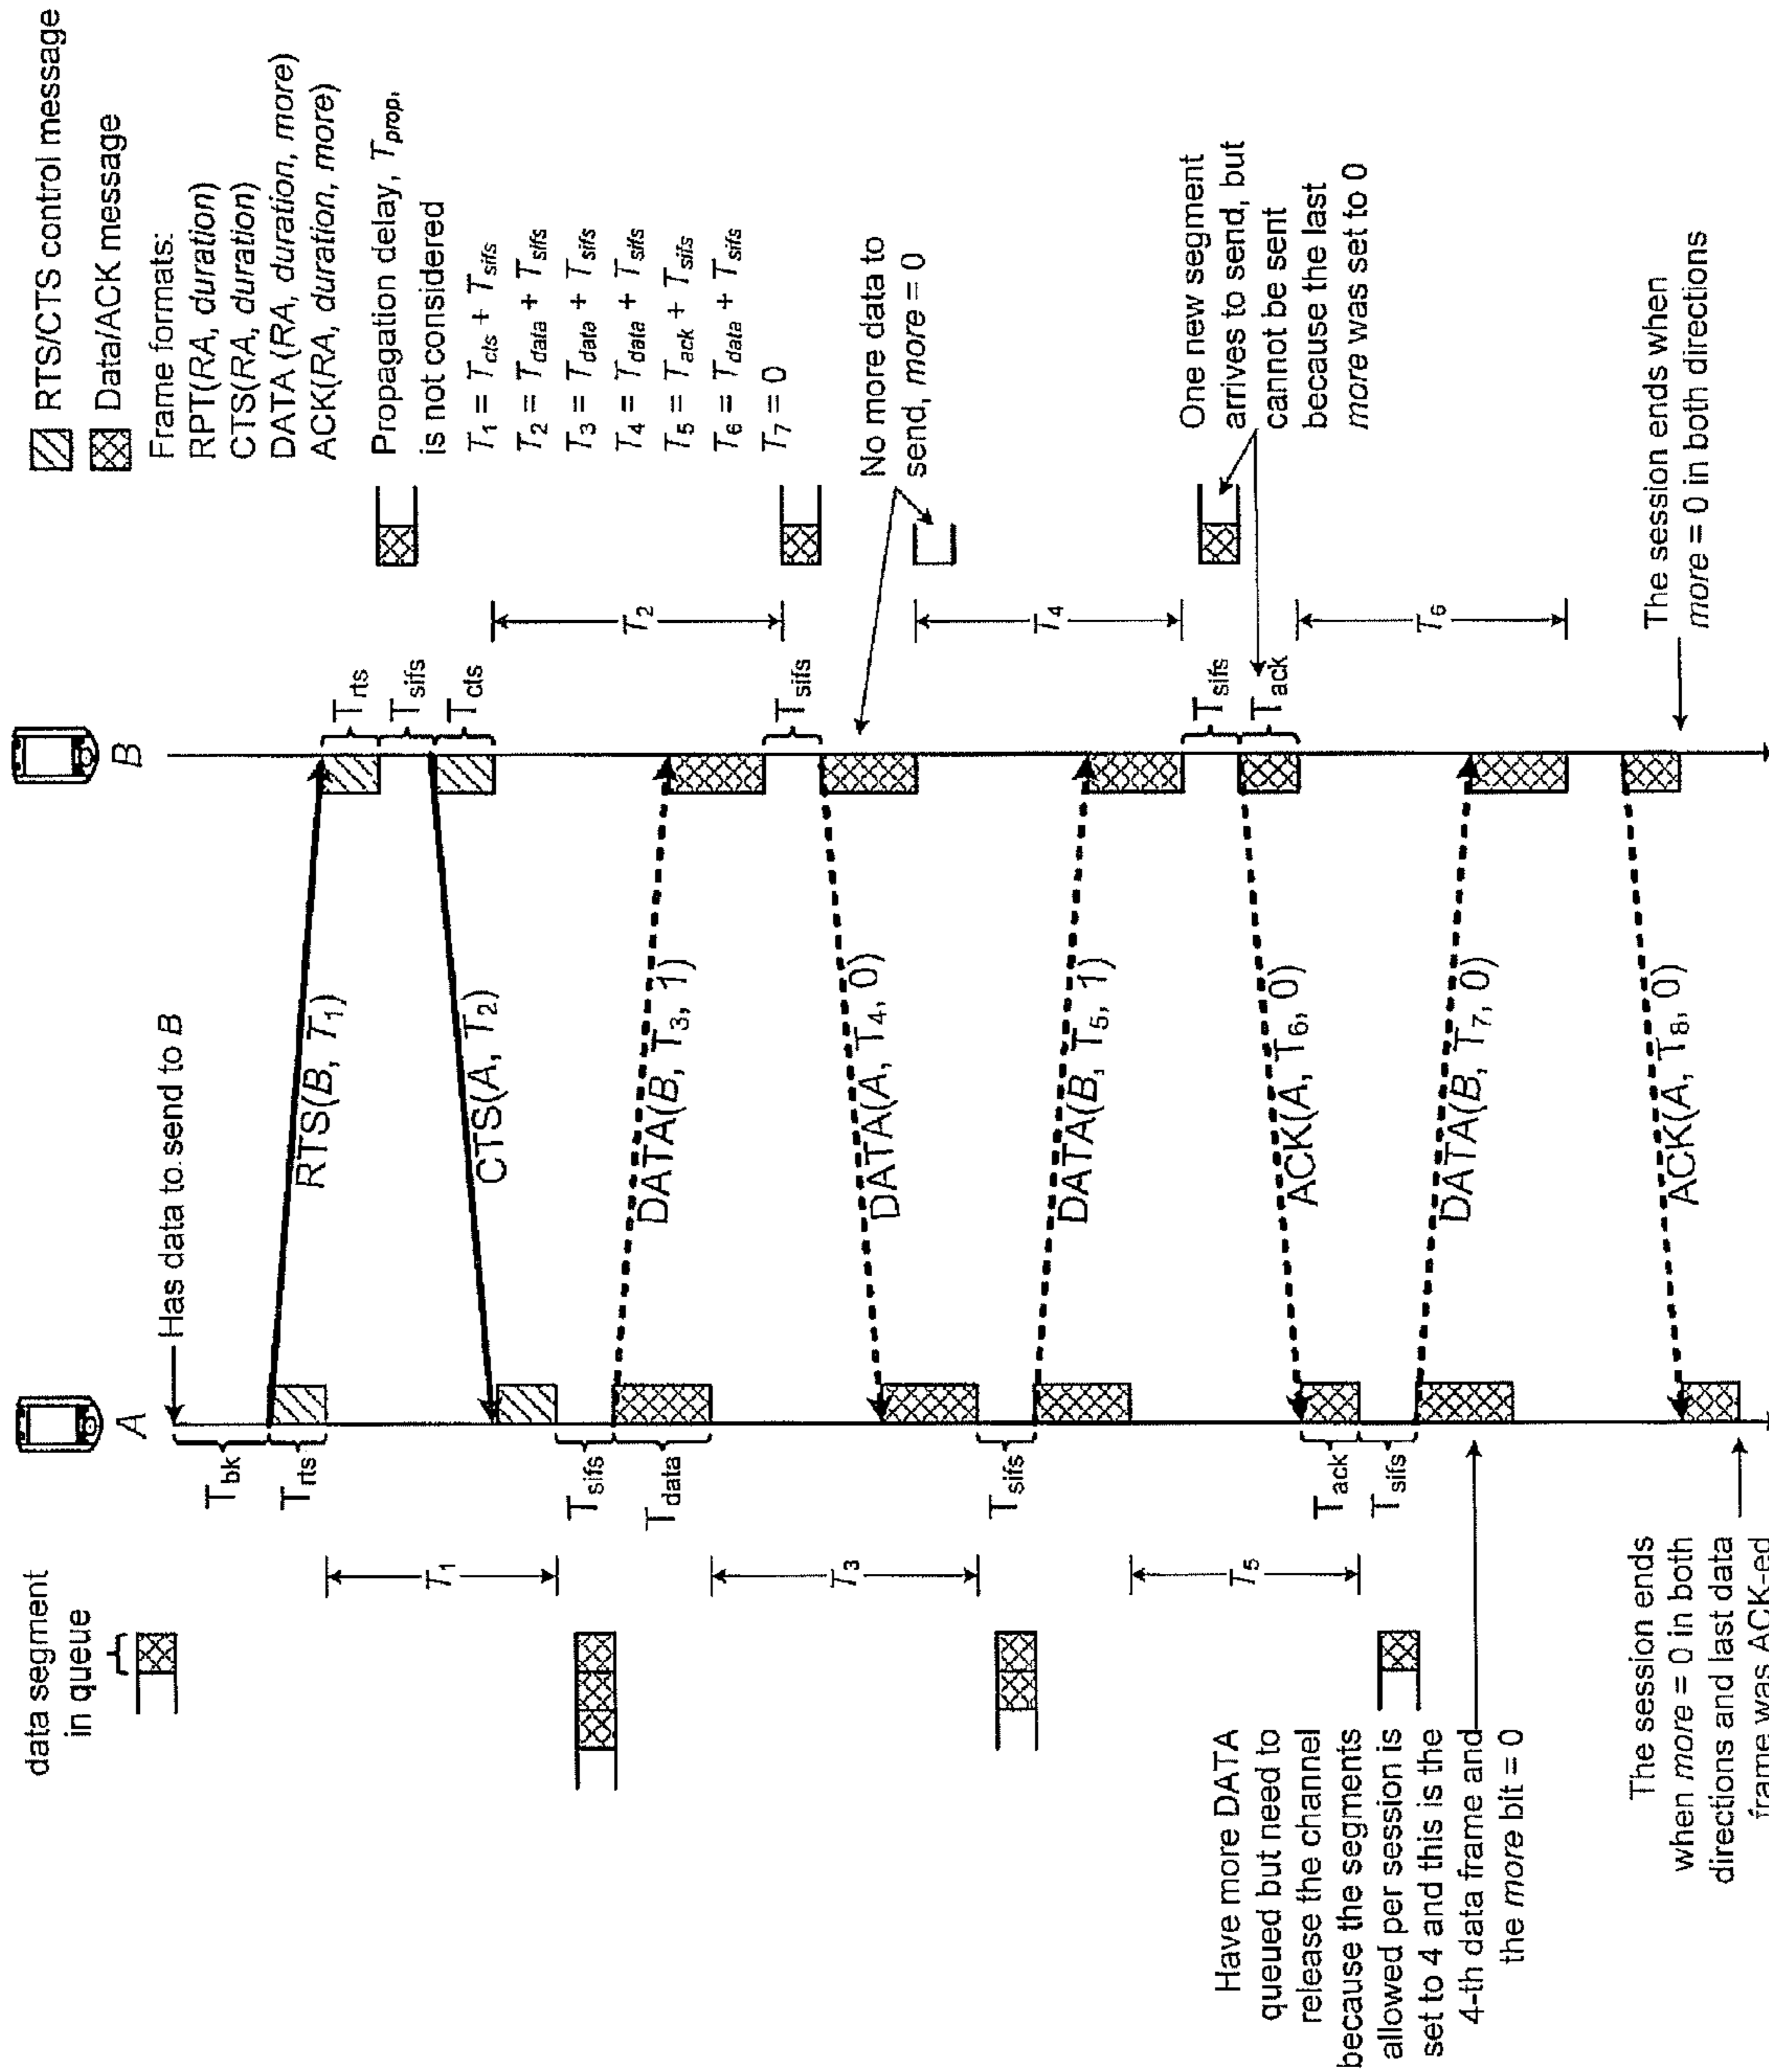 RTS/CTS control message
Data/ACK message
Frame formats:
RPT(RA, duration)
CTS(RA, duration)
DATA (RA, duration, more)
ACK(RA, duration, more)
Propagation delay, Tprop,
is not considered
T1 = Tcts + Tsifs
T2 = Tdata + Tsifs
T3 = Tdata + Tsifs
T4 = Tdata + Tsifs
T5 = Tack + Tsifs
T6 = Tdata + Tsifs
T7 = 0
No more data to
send, more = 0
One new segment
arrives to send, but
cannot be sent
because the last
more was set to 0
The session ends when
more = 0 in both directions
B
Trts
Tsifs
Tcts
T2
Tsifs
T4
Tsifs
Tack
T6
Has data to send to B
RTS(B, T1)
CTS(A, T2)
DATA(B, T3, 1)
DATA(A, T4, 0)
DATA(B, T5, 1)
ACK(A, T6, 0)
DATA(B, T7, 0)
ACK(A, T8, 0)
A
Tbk
Trts
Tsifs
Tdata
Tsifs
Tack
Tsifs
T1
T3
T5
data segment
in queue
Have more DATA
queued but need to
release the channel
because the segments
allowed per session is
set to 4 and this is the
4-th data frame and
the more bit = 0
The session ends
when more = 0 in both
directions and last data
frame was ACK-ed